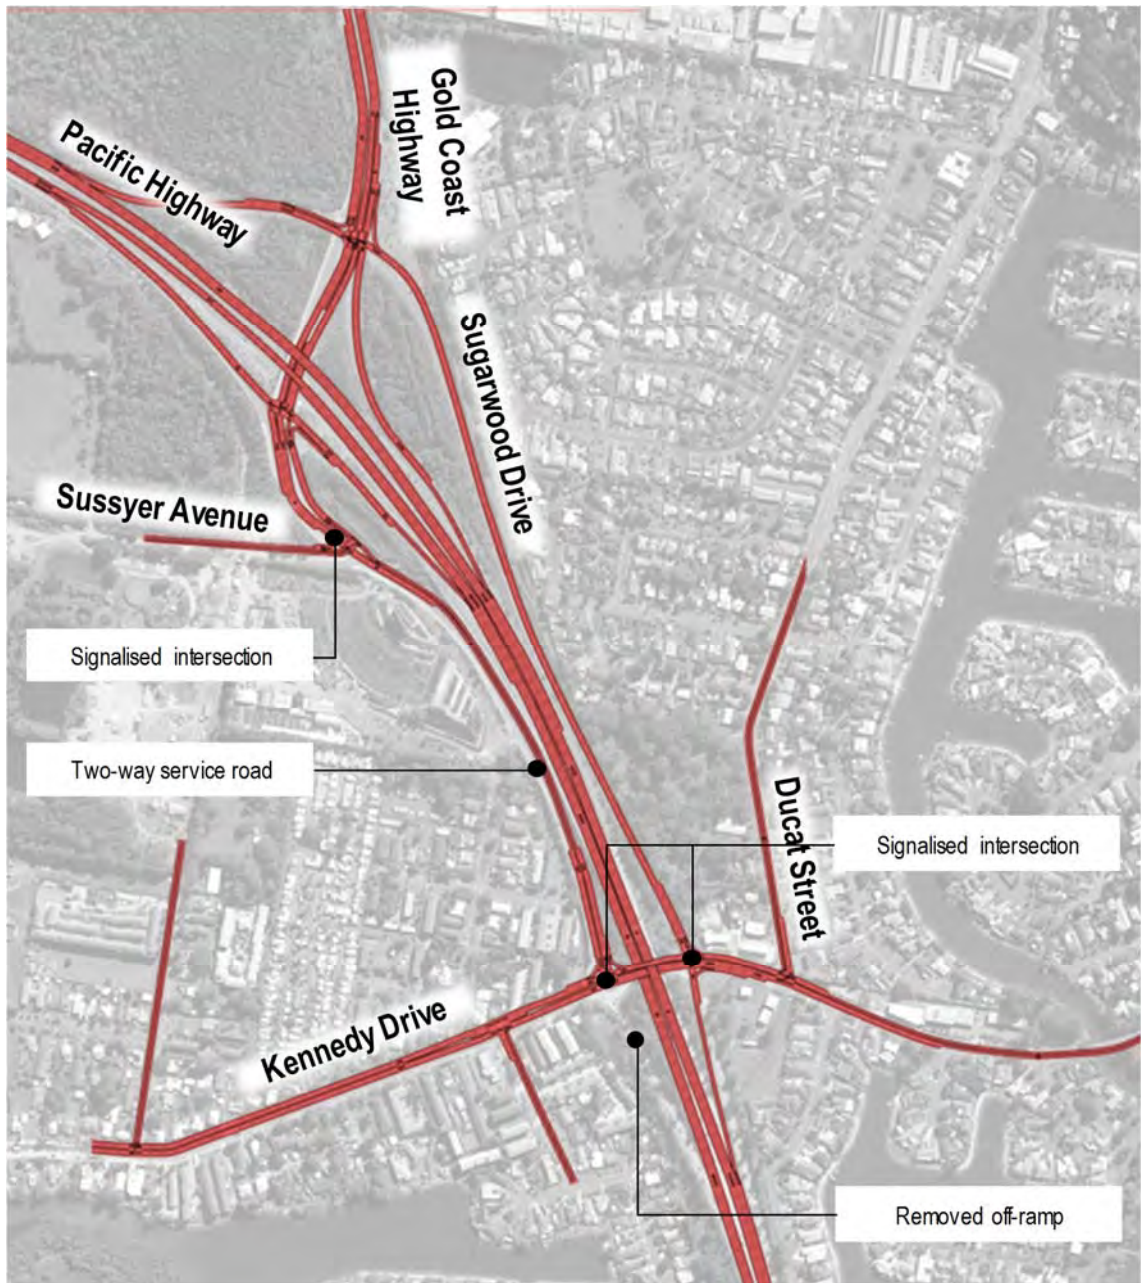 Gold Coast
Highway
Pacific Highway
Sugarwood Drive
Sussyer Avenue
Signalised intersection
Two-way service road
Ducat Street
Signalised intersection
Kennedy Drive
Removed off-ramp